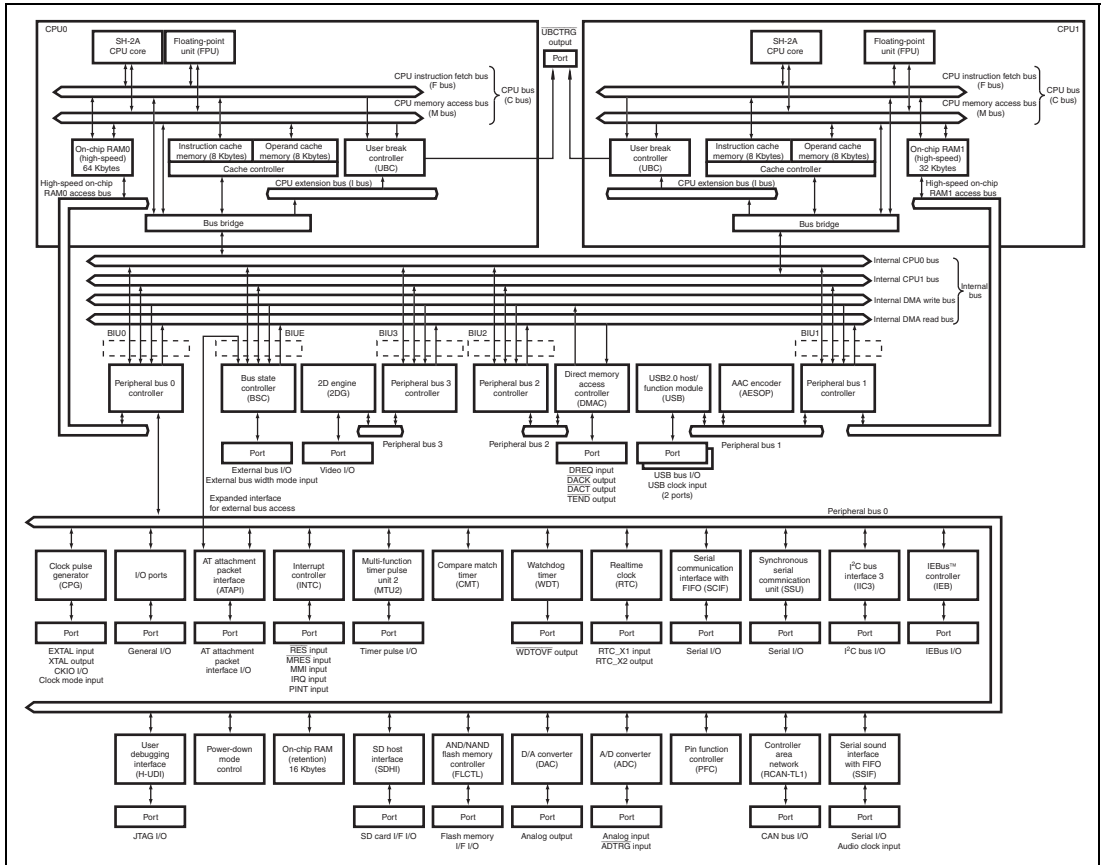 CPU0
SH-2A
CPU core
Floating-point
unit (FPU)
CPU instruction fetch bus
(F bus)
CPU memory access bus
(M bus)
CPU bus
(C bus)
On-chip RAM0
(high-speed)
64 Kbytes
Instruction cache
memory (8 Kbytes)
Operand cache
memory (8 Kbytes)
Cache controller
User break
controller
(UBC)
High-speed on-chip
RAM0 access bus
CPU extension bus (I bus)
Bus bridge
UBCTRG
output
Port
CPU1
SH-2A
CPU core
Floating-point
unit (FPU)
CPU instruction fetch bus
(F bus)
CPU memory access bus
(M bus)
CPU bus
(C bus)
User break
controller
(UBC)
Instruction cache
memory (8 Kbytes)
Operand cache
memory (8 Kbytes)
Cache controller
On-chip RAM1
(high-speed)
32 Kbytes
CPU extension bus (I bus)
High-speed on-chip
RAM1 access bus
Bus bridge
Internal CPU0 bus
Internal CPU1 bus
Internal DMA write bus
Internal DMA read bus
Internal
bus
BIU0
BIUE
BIU3
BIU2
BIU1
Peripheral bus 0
controller
Bus state
controller
(BSC)
2D engine
(2DG)
Peripheral bus 3
controller
Peripheral bus 2
controller
Direct memory
access
controller
(DMAC)
USB2.0 host/
function module
(USB)
AAC encoder
(AESOP)
Peripheral bus 1
controller
Peripheral bus 3
Peripheral bus 2
Peripheral bus 1
Port
External bus I/O
External bus width mode input
Port
Video I/O
Port
DREQ input
DACK output
DACT output
TEND output
Port
USB bus I/O
USB clock input
(2 ports)
Expanded interface
for external bus access
Peripheral bus 0
Clock pulse
generator
(CPG)
I/O ports
AT attachment
packet
interface
(ATAPI)
Interrupt
controller
(INTC)
Multi-function
timer pulse
unit 2
(MTU2)
Compare match
timer
(CMT)
Watchdog
timer
(WDT)
Realtime
clock
(RTC)
Serial
communication
interface with
FIFO (SCIF)
Synchronous
serial
commnication
unit (SSU)
I²C bus
interface 3
(IIC3)
IEBus™
controller
(IEB)
Port
EXTAL input
XTAL output
CKIO I/O
Clock mode input
Port
General I/O
Port
AT attachment
packet
interface I/O
Port
RES input
MRES input
MMI input
IRQ input
PINT input
Port
Timer pulse I/O
Port
WDTOVF output
Port
RTC_X1 input
RTC_X2 output
Port
Serial I/O
Port
Serial I/O
Port
I²C bus I/O
Port
IEBus I/O
User
debugging
interface
(H-UDI)
Power-down
mode
control
On-chip RAM
(retention)
16 Kbytes
SD host
interface
(SDHI)
AND/NAND
flash memory
controller
(FLCTL)
D/A converter
(DAC)
A/D converter
(ADC)
Pin function
controller
(PFC)
Controller
area
network
(RCAN-TL1)
Serial sound
interface
with FIFO
(SSIF)
Port
JTAG I/O
Port
SD card I/F I/O
Port
Flash memory
I/F I/O
Port
Analog output
Port
Analog input
ADTRG input
Port
CAN bus I/O
Port
Serial I/O
Audio clock input